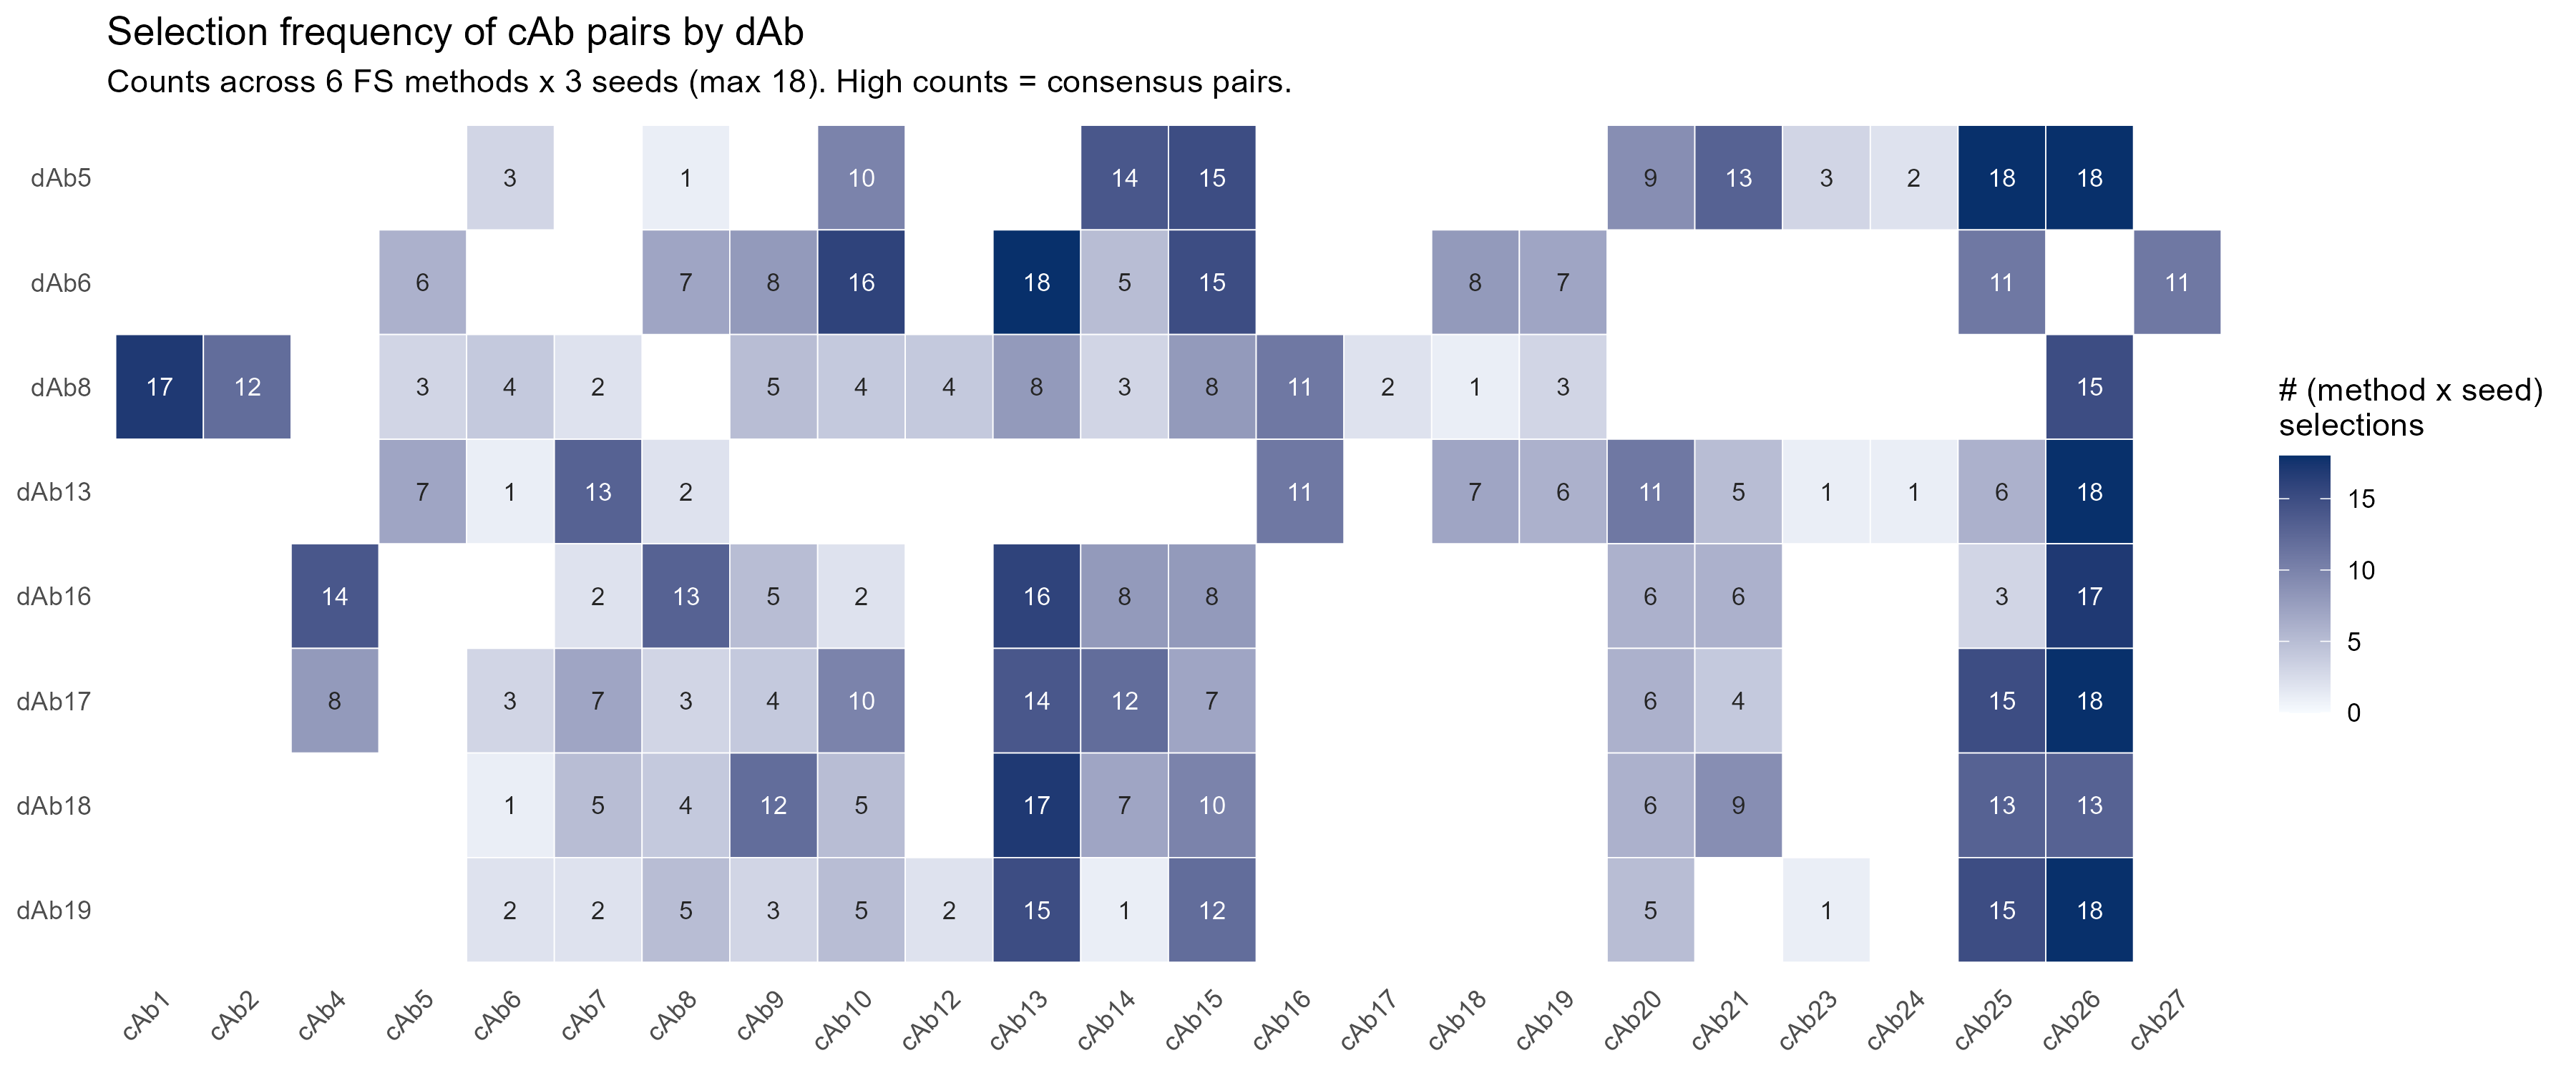 Selection frequency of cAb pairs by dAb
Counts across 6 FS methods x 3 seeds (max 18). High counts = consensus pairs.
dAb5 3 1 10 14 15 9 13 3 2 18 18
dAb6 6 7 8 16 18 5 15 8 7 11 11
dAb8 17 12 3 4 2 5 4 4 8 3 8 11 2 1 3 15
dAb13 7 1 13 2 11 7 6 11 5 1 1 6 18
dAb16 14 2 13 5 2 16 8 8 6 6 3 17
dAb17 8 3 7 3 4 10 14 12 7 6 4 15 18
dAb18 1 5 4 12 5 17 7 10 6 9 13 13
dAb19 2 2 5 3 5 2 15 1 12 5 1 15 18
cAb1 cAb2 cAb4 cAb5 cAb6 cAb7 cAb8 cAb9 cAb10 cAb12 cAb13 cAb14 cAb15 cAb16 cAb17 cAb18 cAb19 cAb20 cAb21 cAb23 cAb24 cAb25 cAb26 cAb27
# (method x seed)
selections
15
10
5
0